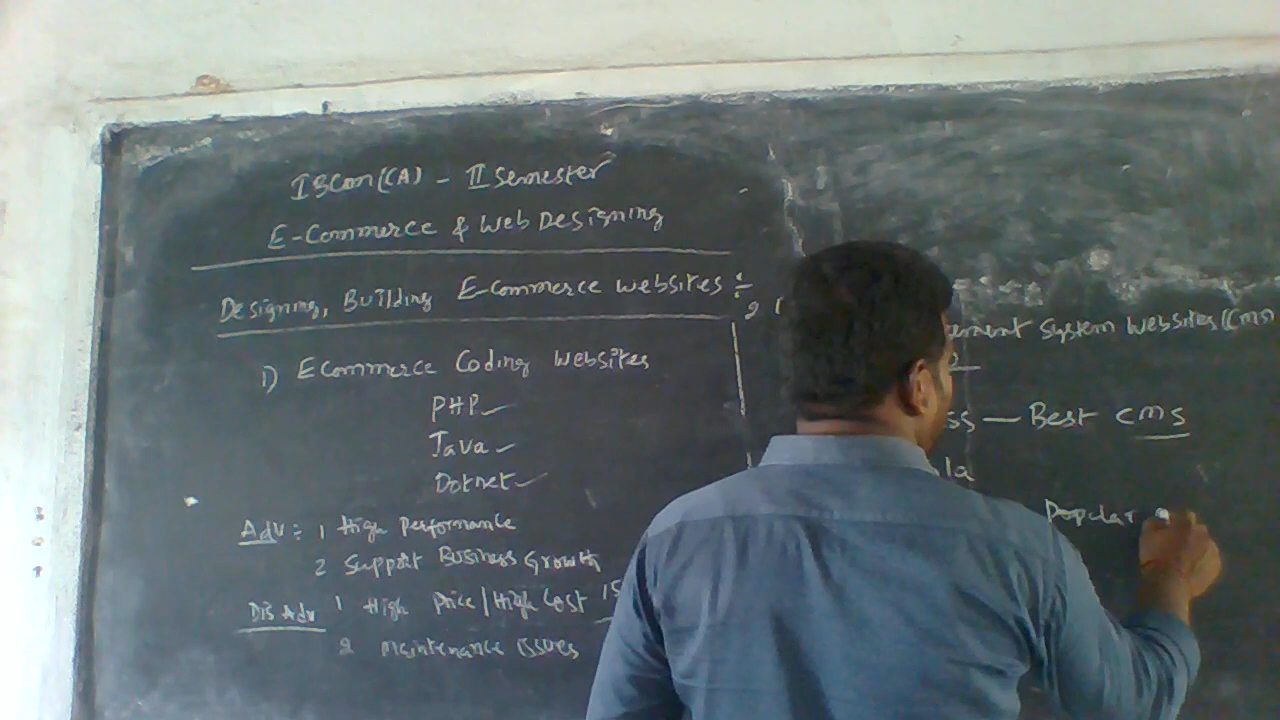 I BCom(CA) - II Semester
E-Commerce & Web Designing
Designing, Building E-Commerce websites :-
1) ECommerce Coding Websites
PHP
Java
Dotnet
Adv : 1 High Performance
2 Support Business Growth
Dis Adv 1 High Price/High Cost
2 Maintenance issues
2
ement System Websites (CMS)
ss — Best CMS
la
Popular